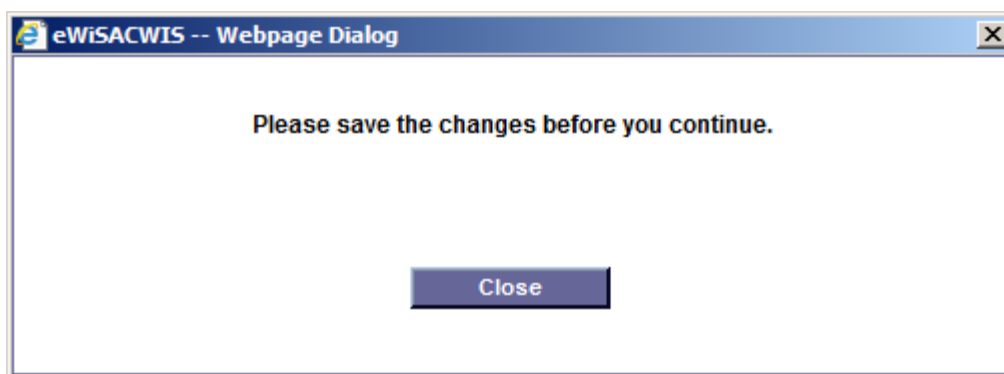 eWiSACWIS -- Webpage Dialog
Please save the changes before you continue.
Close